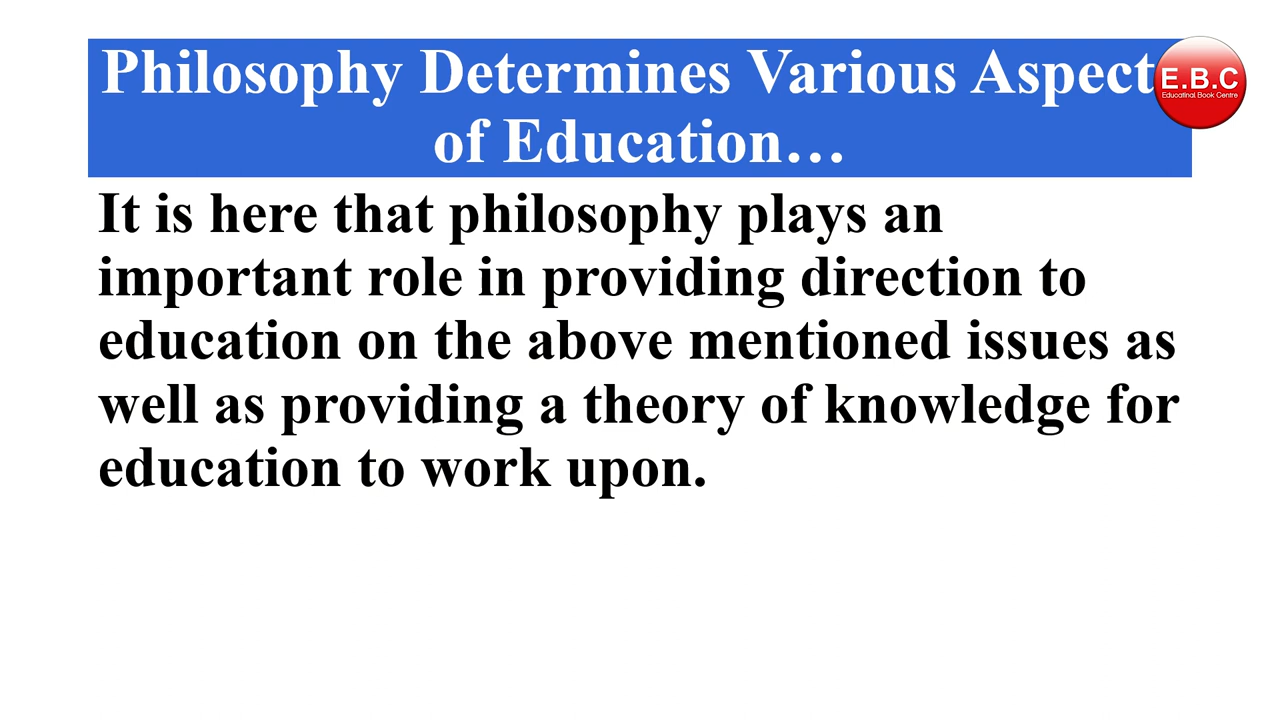 Philosophy Determines Various Aspect
of Education…
E.B.C
Educatinal Book Centre
It is here that philosophy plays an
important role in providing direction to
education on the above mentioned issues as
well as providing a theory of knowledge for
education to work upon.